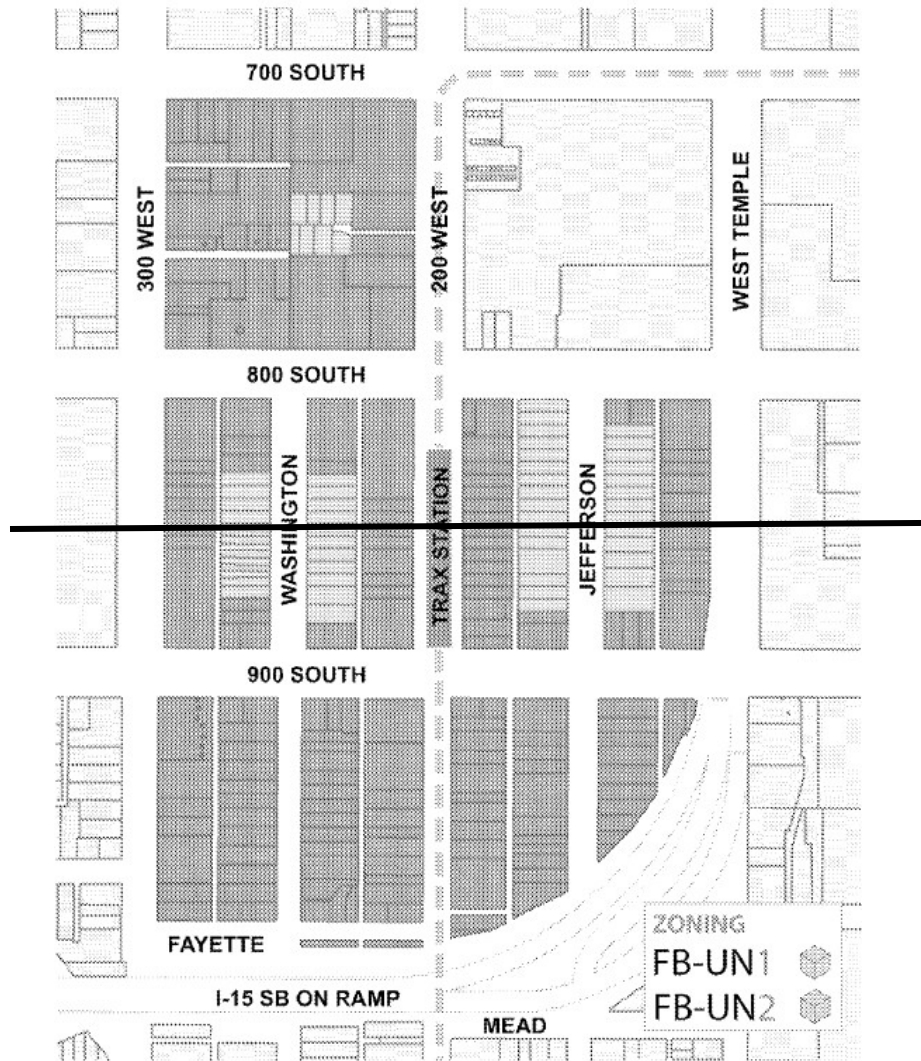 700 SOUTH
300 WEST
200 WEST
WEST TEMPLE
800 SOUTH
WASHINGTON
TRAX STATION
JEFFERSON
900 SOUTH
FAYETTE
I-15 SB ON RAMP
MEAD
ZONING
FB-UN1
FB-UN2